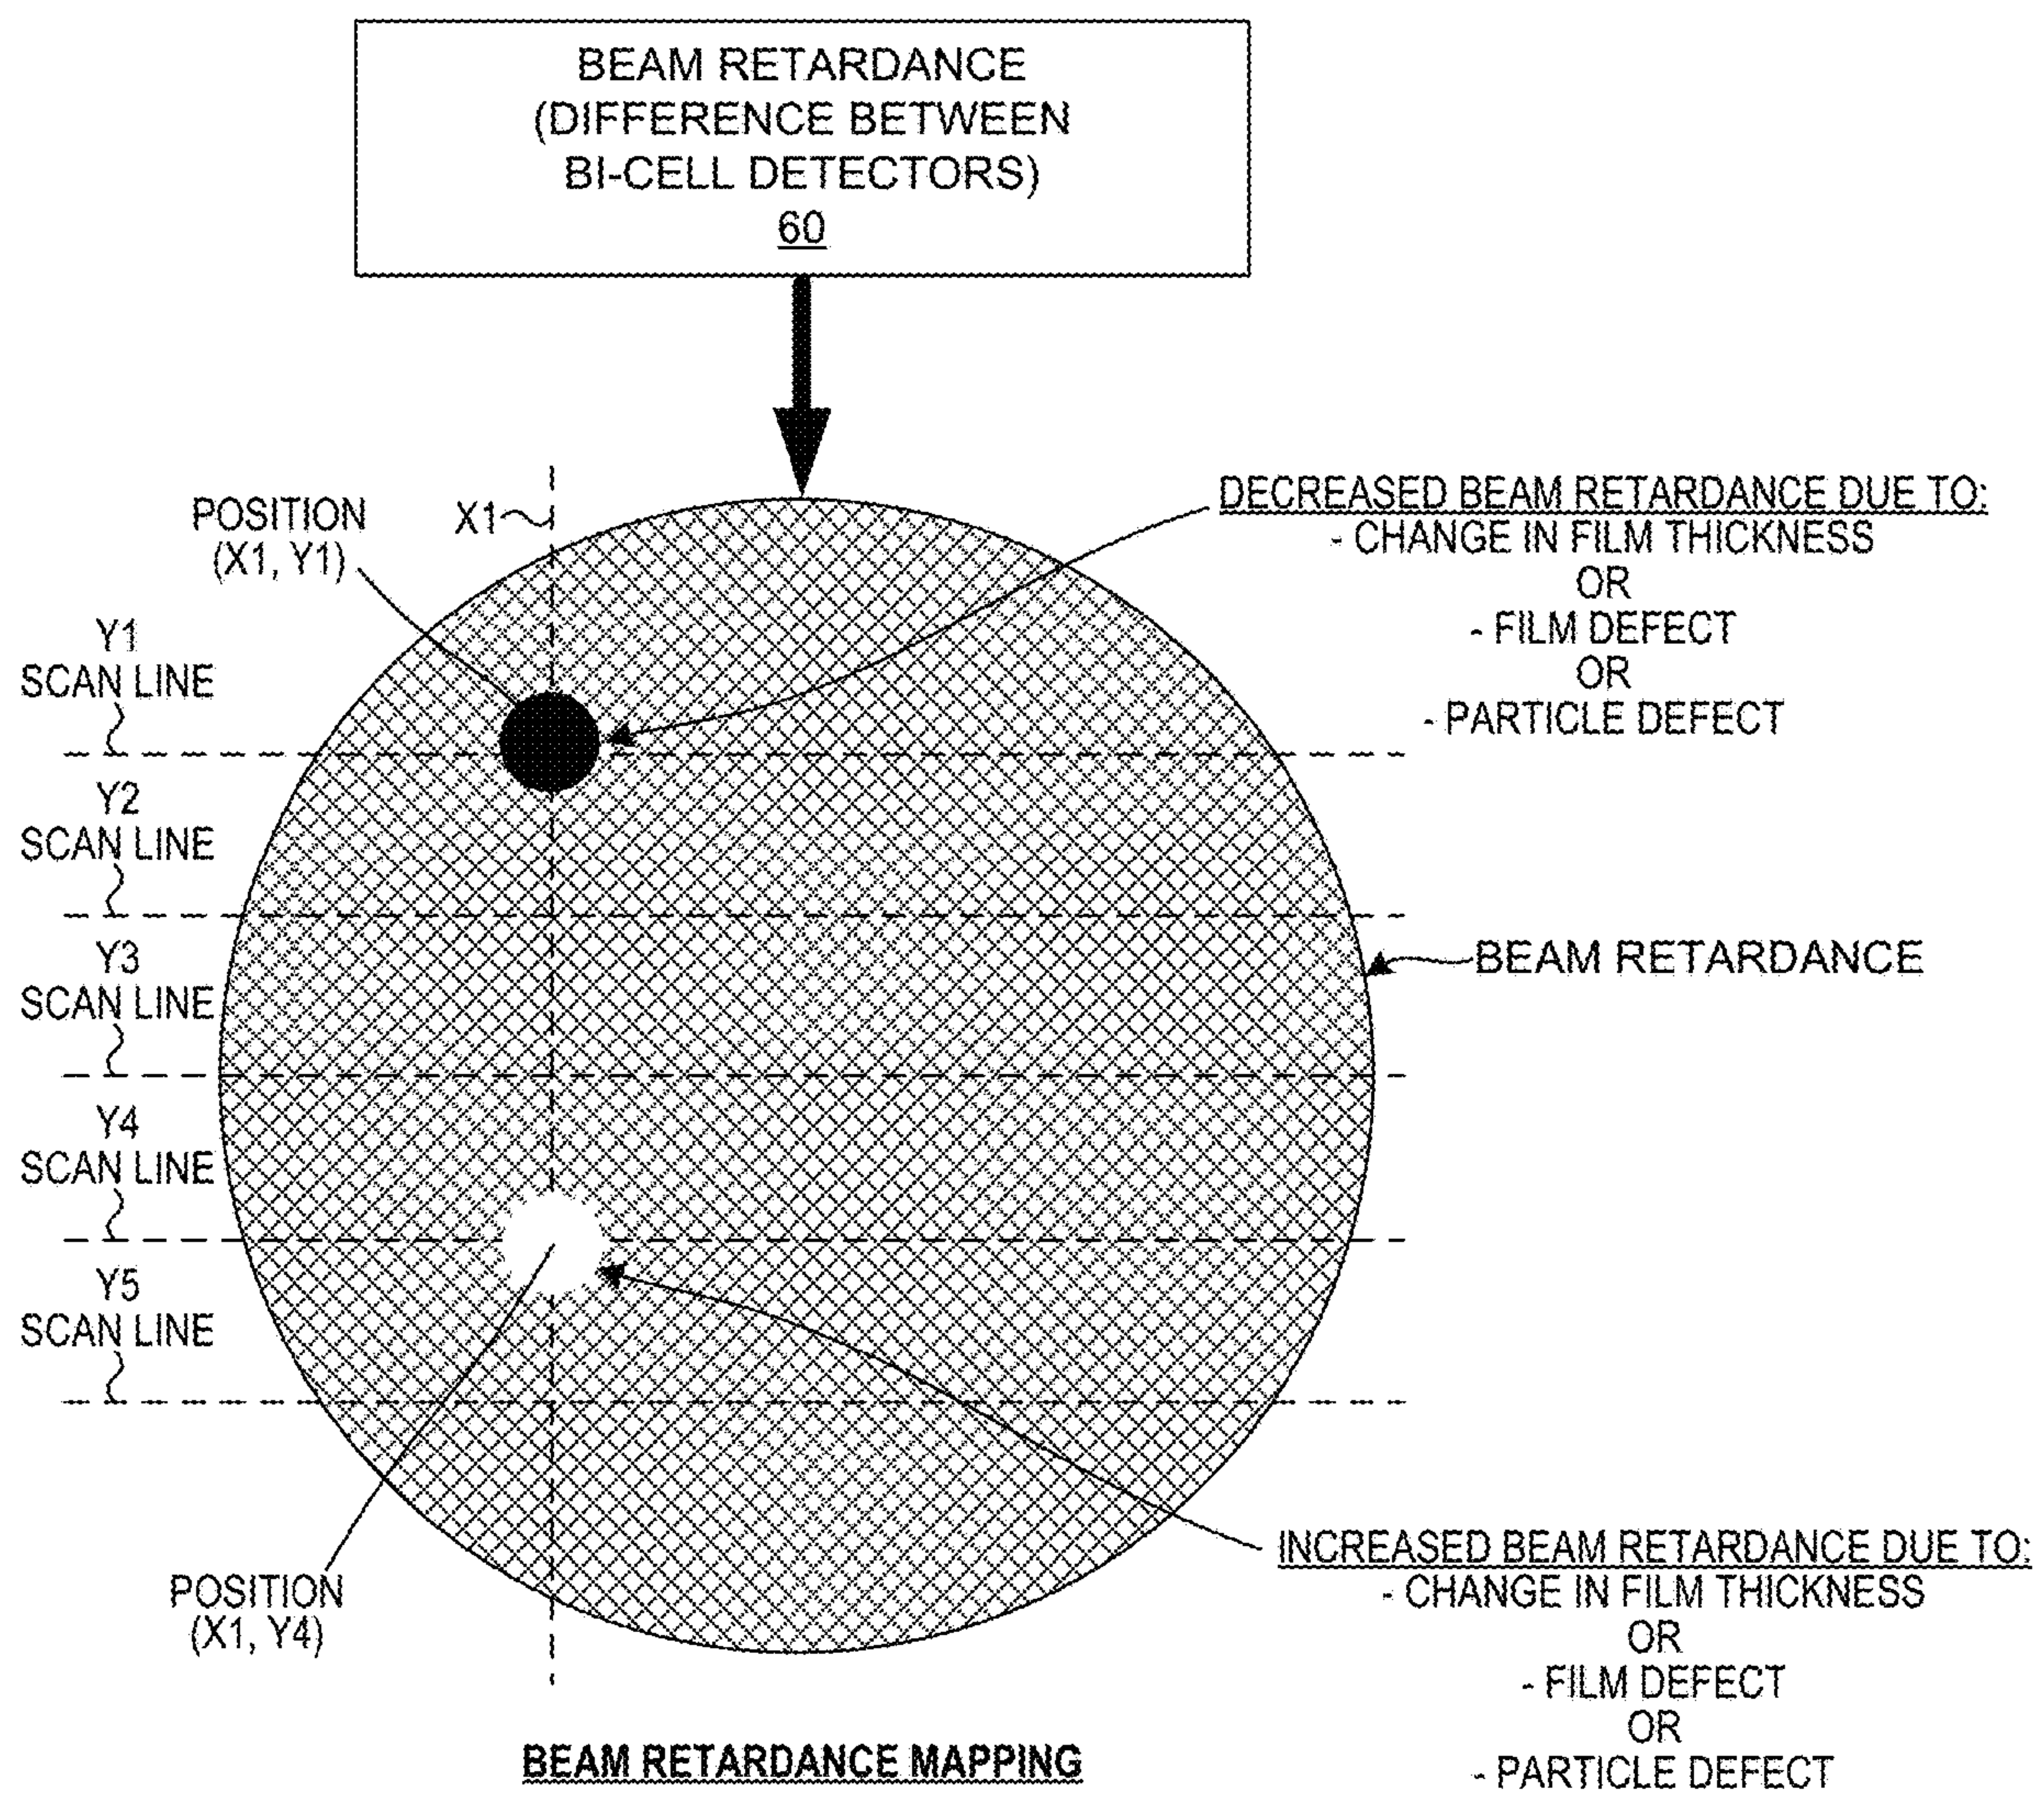 BEAM RETARDANCE
(DIFFERENCE BETWEEN
BI-CELL DETECTORS)
60
POSITION
(X1, Y1)
X1
DECREASED BEAM RETARDANCE DUE TO:
- CHANGE IN FILM THICKNESS
OR
- FILM DEFECT
OR
- PARTICLE DEFECT
Y1
SCAN LINE
Y2
SCAN LINE
Y3
SCAN LINE
BEAM RETARDANCE
Y4
SCAN LINE
Y5
SCAN LINE
POSITION
(X1, Y4)
INCREASED BEAM RETARDANCE DUE TO:
- CHANGE IN FILM THICKNESS
OR
- FILM DEFECT
OR
- PARTICLE DEFECT
BEAM RETARDANCE MAPPING